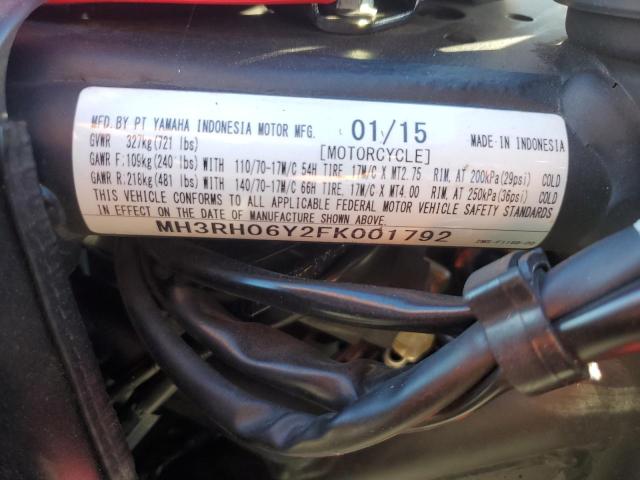 MFD. BY PT YAMAHA INDONESIA MOTOR MFG. 01/15 MADE IN INDONESIA
GVWR 327kg(721 lbs) [MOTORCYCLE]
GAWR F:109kg(240 lbs)WITH 110/70-17M/C 54H TIRE, 17M/C X MT2.75 RIM, AT 200kPa(29psi) COLD
GAWR R:218kg(481 lbs)WITH 140/70-17M/C 66H TIRE, 17M/C X MT4.00 RIM, AT 250kPa(36psi) COLD
THIS VEHICLE CONFORMS TO ALL APPLICABLE FEDERAL MOTOR VEHICLE SAFETY STANDARDS
IN EFFECT ON THE DATE OF MANUFACTURE SHOWN ABOVE.
MH3RH06Y2FK001792